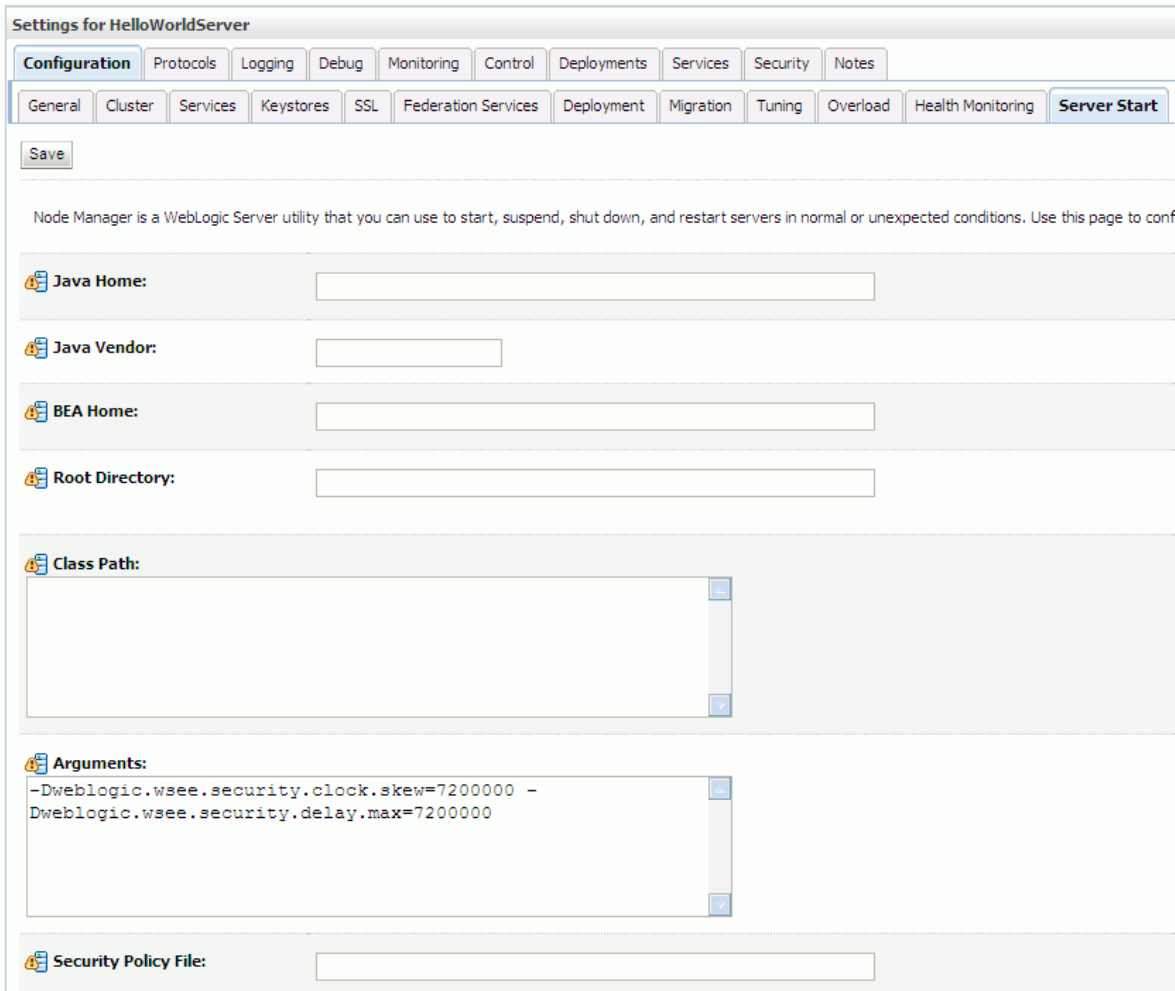 Settings for HelloWorldServer
Configuration Protocols Logging Debug Monitoring Control Deployments Services Security Notes
General Cluster Services Keystores SSL Federation Services Deployment Migration Tuning Overload Health Monitoring Server Start
Save
Node Manager is a WebLogic Server utility that you can use to start, suspend, shut down, and restart servers in normal or unexpected conditions. Use this page to conf
Java Home:
Java Vendor:
BEA Home:
Root Directory:
Class Path:
Arguments:
-Dweblogic.wsee.security.clock.skew=7200000 -
Dweblogic.wsee.security.delay.max=7200000
Security Policy File: